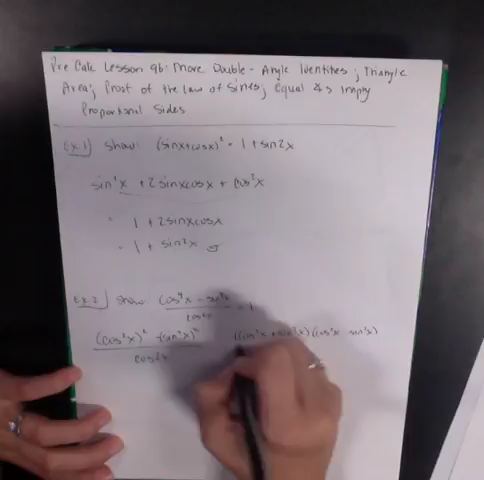 Pre Calc Lesson 96: More Double-Angle Identities; Triangle
Area; Proof of the Law of Sines; Equal ∠s Imply
Proportional Sides
Ex.1) Show: (sinx+cosx)² = 1 + sin2x
sin²x + 2sinxcosx + cos²x
= 1 + 2sinxcosx
= 1 + sin2x
Ex.2) Show cos⁴x - sin⁴x
cos2x
(cos²x)² - (sin²x)² (cos²x + sin²x)(cos²x - sin²x)
cos2x